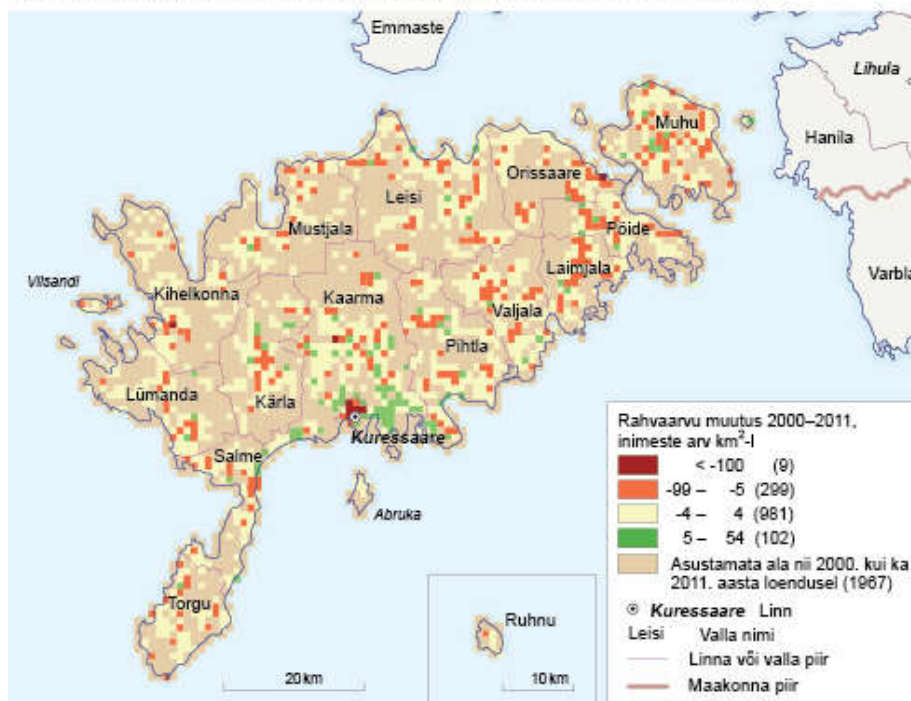 Emmaste
Lihula
Hanila
Muhu
Orissaare
Leisi
Mustjala
Pöide
Laimjala
Varbla
Vilsandi
Kihelkonna
Kaarma
Valjala
Pihtla
Lümanda
Kärla
Kuressaare
Salme
Abruka
Torgu
Ruhnu
20 km
10 km
Rahvaarvu muutus 2000–2011,
inimeste arv km²-l
< -100 (9)
-99 – -5 (299)
-4 – 4 (981)
5 – 54 (102)
Asustamata ala nii 2000. kui ka
2011. aasta loendusel (1967)
Kuressaare Linn
Leisi Valla nimi
Linna või valla piir
Maakonna piir